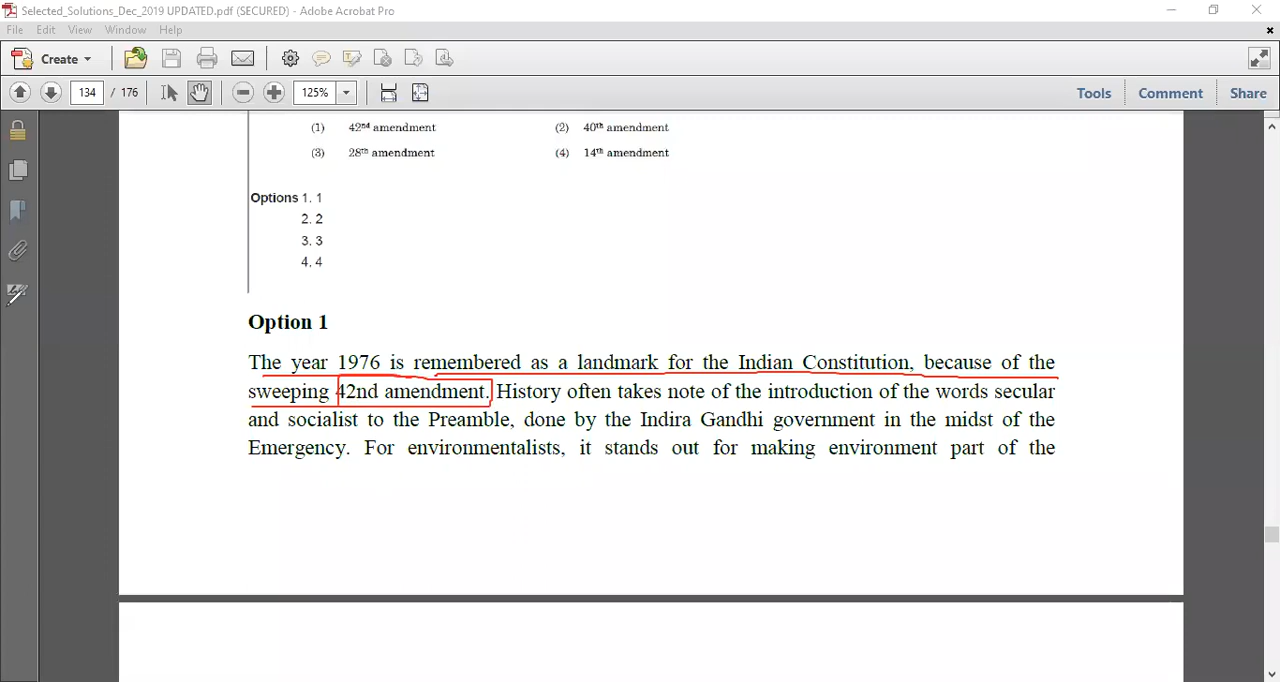 Selected_Solutions_Dec_2019 UPDATED.pdf (SECURED) - Adobe Acrobat Pro
File Edit View Window Help
Create
134 / 176 125% Tools Comment Share
(1) 42nd amendment (2) 40th amendment
(3) 28th amendment (4) 14th amendment
Options 1. 1
2. 2
3. 3
4. 4
Option 1
The year 1976 is remembered as a landmark for the Indian Constitution, because of the
sweeping 42nd amendment. History often takes note of the introduction of the words secular
and socialist to the Preamble, done by the Indira Gandhi government in the midst of the
Emergency. For environmentalists, it stands out for making environment part of the